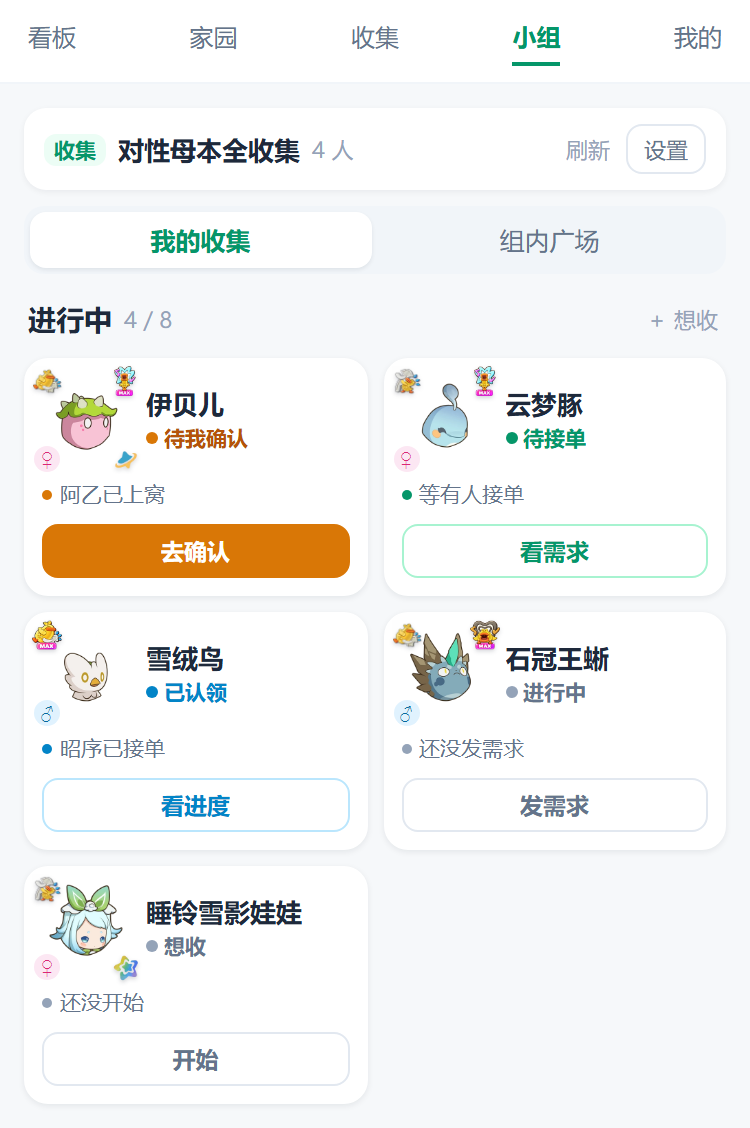 看板 家园 收集 小组 我的
收集 对性母本全收集 4 人 刷新 设置
我的收集 组内广场
进行中 4 / 8 + 想收
MAX
伊贝儿
待我确认
♀
阿乙已上窝
去确认
MAX
云梦豚
待接单
♀
等有人接单
看需求
MAX
雪绒鸟
已认领
♂
昭序已接单
看进度
MAX
石冠王蜥
进行中
♂
还没发需求
发需求
睡铃雪影娃娃
想收
♀
还没开始
开始